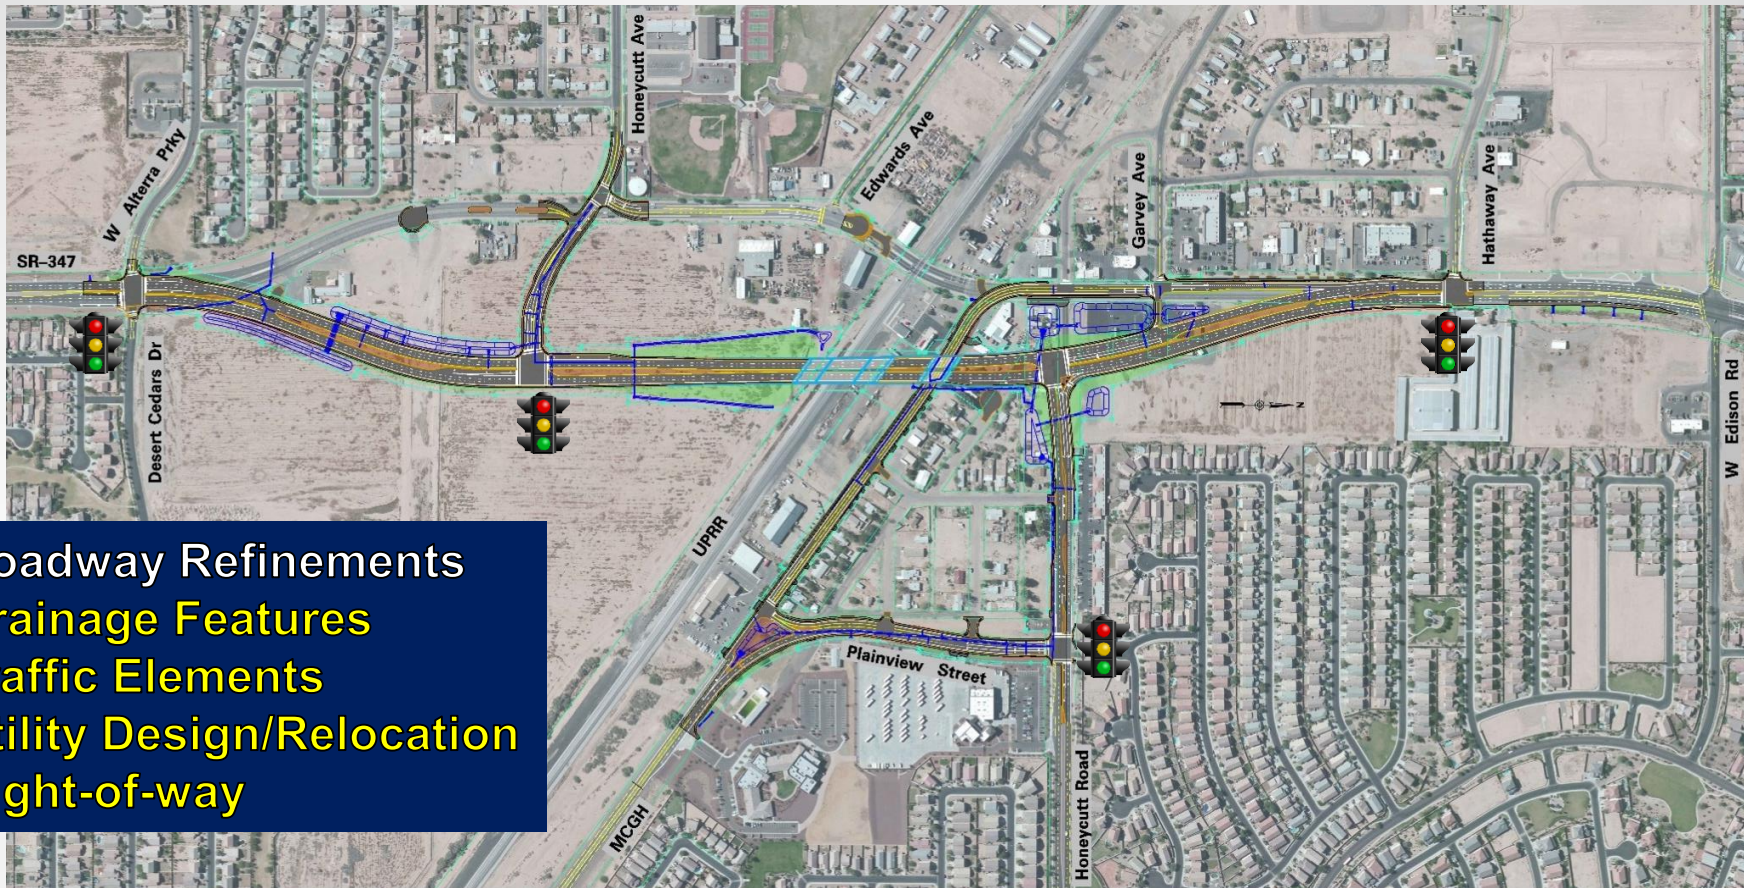 Honeycutt Ave
W Alterra Prky
SR-347
Desert Cedars Dr
Edwards Ave
Garvey Ave
Hathaway Ave
N
W Edison Rd
UPRR
Plainview Street
MCGH
Honeycutt Road
oadway Refinements
rainage Features
affic Elements
tility Design/Relocation
ght-of-way